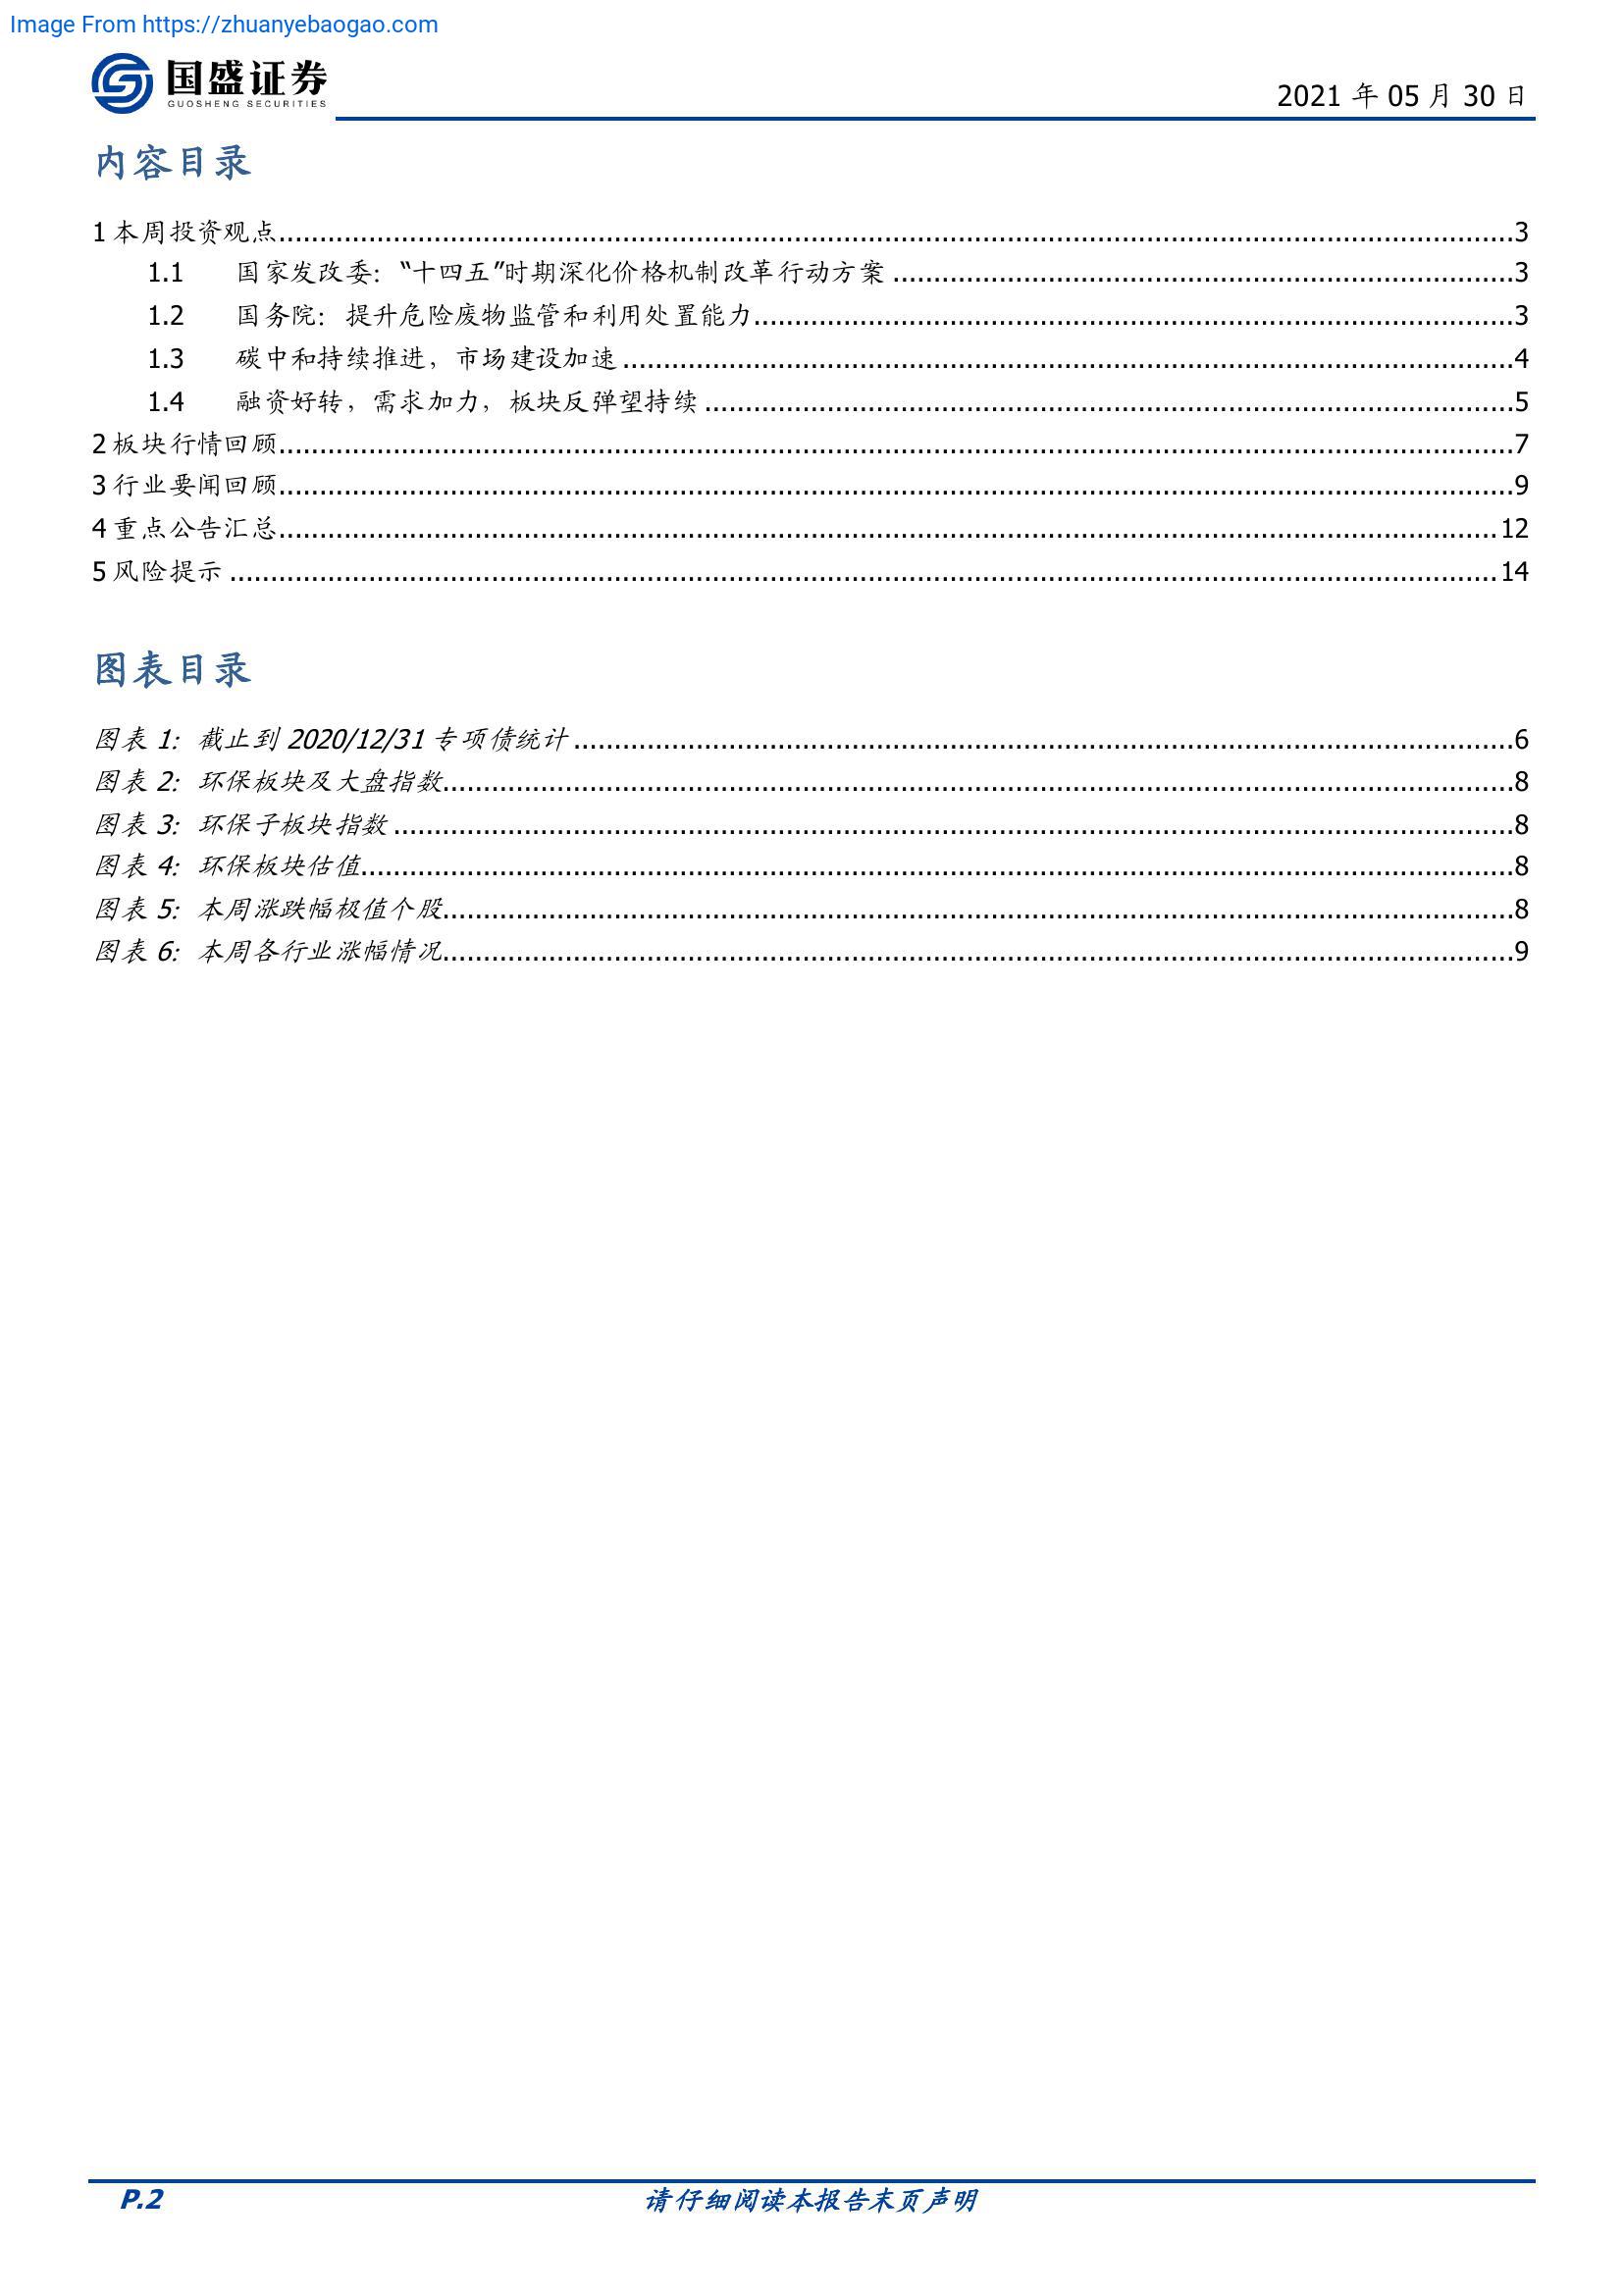 Image From https://zhuanyebaogao.com
国盛证券
GUOSHENG SECURITIES
2021 年 05 月 30 日
内容目录
1 本周投资观点 3
1.1 国家发改委：“十四五”时期深化价格机制改革行动方案 3
1.2 国务院：提升危险废物监管和利用处置能力 3
1.3 碳中和持续推进，市场建设加速 4
1.4 融资好转，需求加力，板块反弹望持续 5
2 板块行情回顾 7
3 行业要闻回顾 9
4 重点公告汇总 12
5 风险提示 14
图表目录
图表 1: 截止到 2020/12/31 专项债统计 6
图表 2: 环保板块及大盘指数 8
图表 3: 环保子板块指数 8
图表 4: 环保板块估值 8
图表 5: 本周涨跌幅极值个股 8
图表 6: 本周各行业涨幅情况 9
P.2
请仔细阅读本报告末页声明